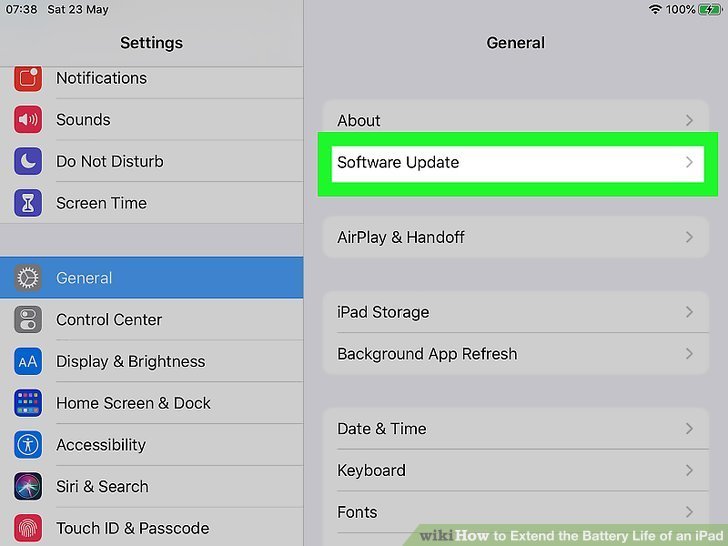 07:38 Sat 23 May
100%
Settings
General
Notifications
Sounds
Do Not Disturb
Screen Time
General
Control Center
AA Display & Brightness
Home Screen & Dock
Accessibility
Siri & Search
Touch ID & Passcode
About
Software Update
AirPlay & Handoff
iPad Storage
Background App Refresh
Date & Time
Keyboard
Fonts
wikiHow to Extend the Battery Life of an iPad